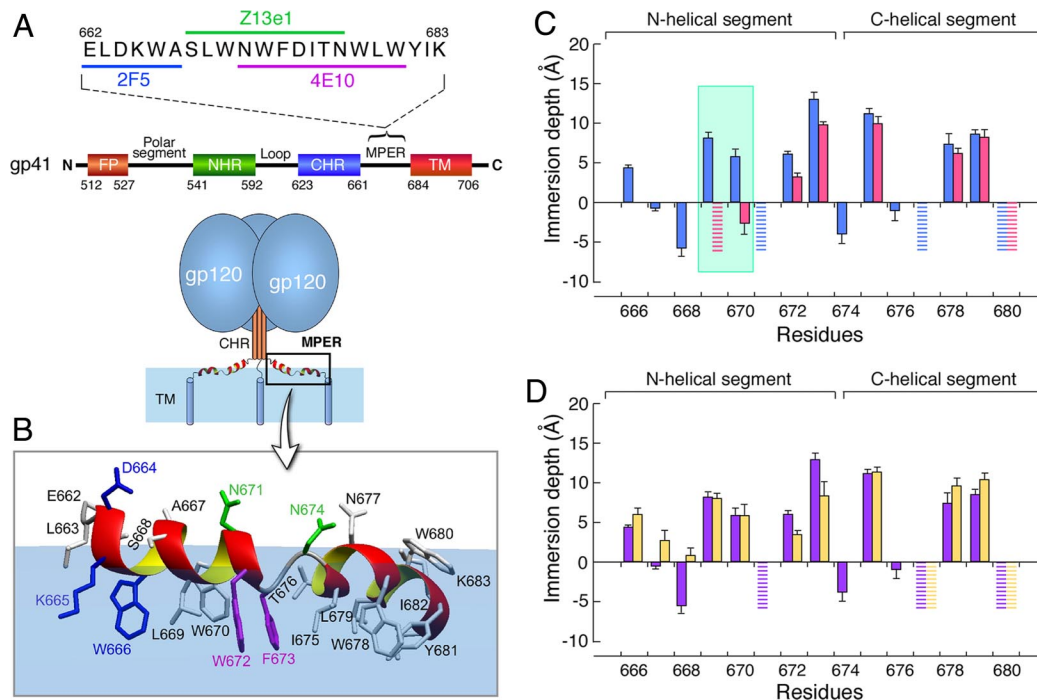 A
Z13e1
662
683
ELDKWASLWNWFDITNWLWYIK
2F5
4E10
Polar
segment
Loop
MPER
gp41
N
FP
NHR
CHR
TM
C
512
527
541
592
623
661
684
706
gp120
gp120
CHR
MPER
TM
B
D664
E662
L663
A667
S668
N671
N674
N677
W680
K683
K665
W666
L669
W670
W672
F673
T676
I675
L679
W678
I682
Y681
C
N-helical segment
C-helical segment
Immersion depth (Å)
20
15
10
5
0
-5
-10
666
668
670
672
674
676
678
680
Residues
D
N-helical segment
C-helical segment
Immersion depth (Å)
20
15
10
5
0
-5
-10
666
668
670
672
674
676
678
680
Residues